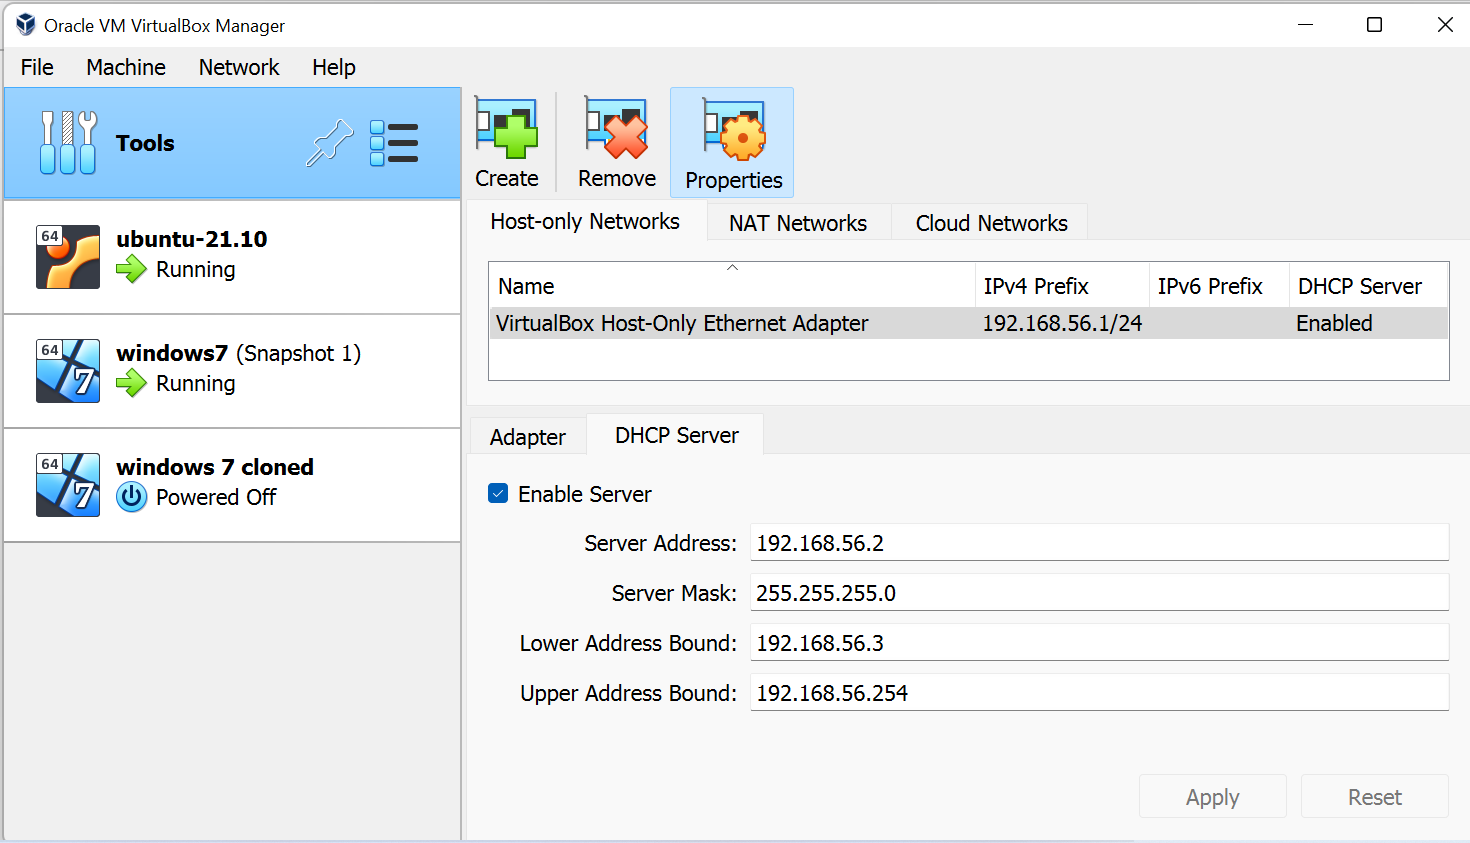 Oracle VM VirtualBox Manager
File Machine Network Help
Tools
Create
Remove
Properties
64
ubuntu-21.10
Running
64
7
windows7 (Snapshot 1)
Running
64
7
windows 7 cloned
Powered Off
Host-only Networks NAT Networks Cloud Networks
Name IPv4 Prefix IPv6 Prefix DHCP Server
VirtualBox Host-Only Ethernet Adapter 192.168.56.1/24 Enabled
Adapter DHCP Server
Enable Server
Server Address: 192.168.56.2
Server Mask: 255.255.255.0
Lower Address Bound: 192.168.56.3
Upper Address Bound: 192.168.56.254
Apply Reset